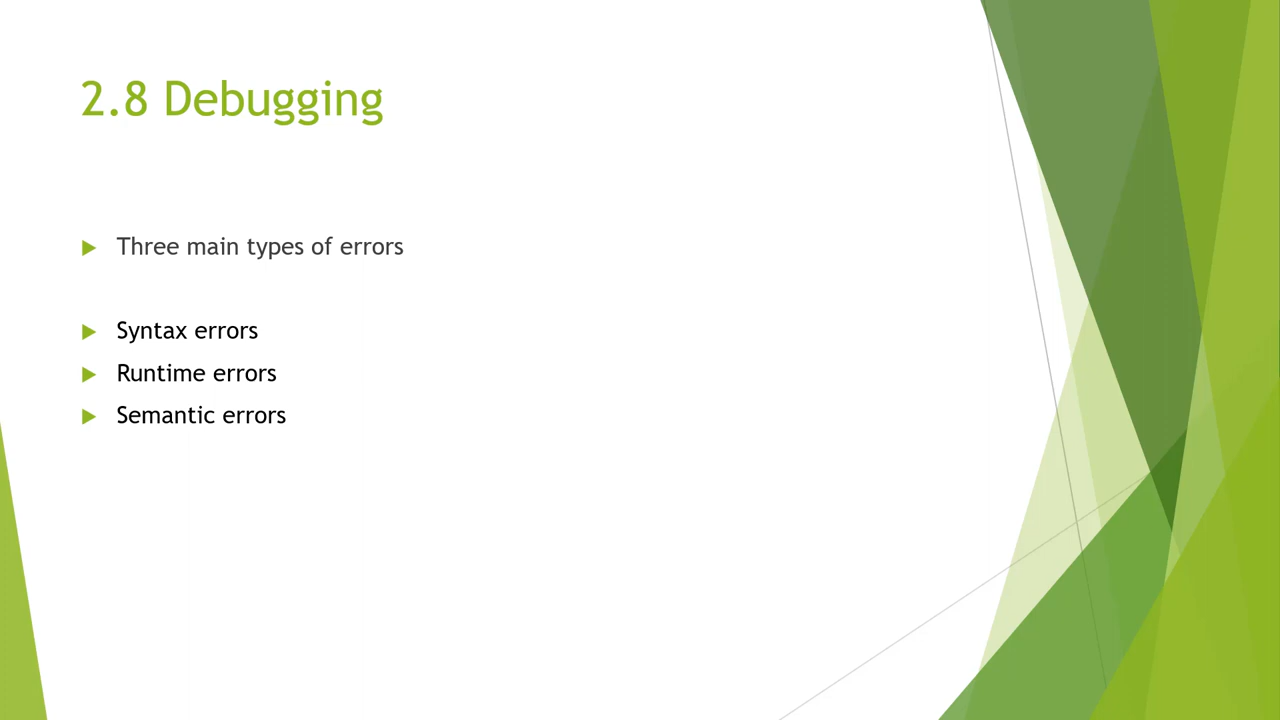 2.8 Debugging
Three main types of errors
Syntax errors
Runtime errors
Semantic errors